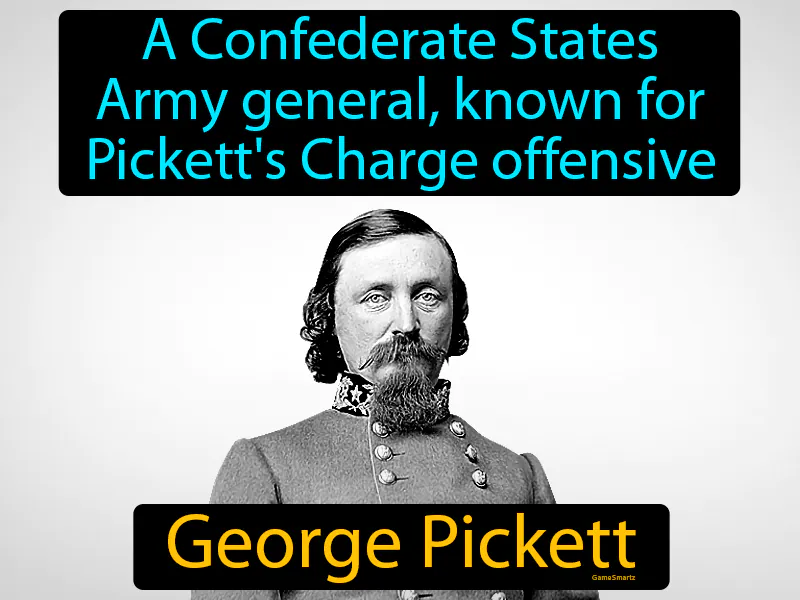 A Confederate States
Army general, known for
Pickett's Charge offensive
George Pickett
GameSmartz